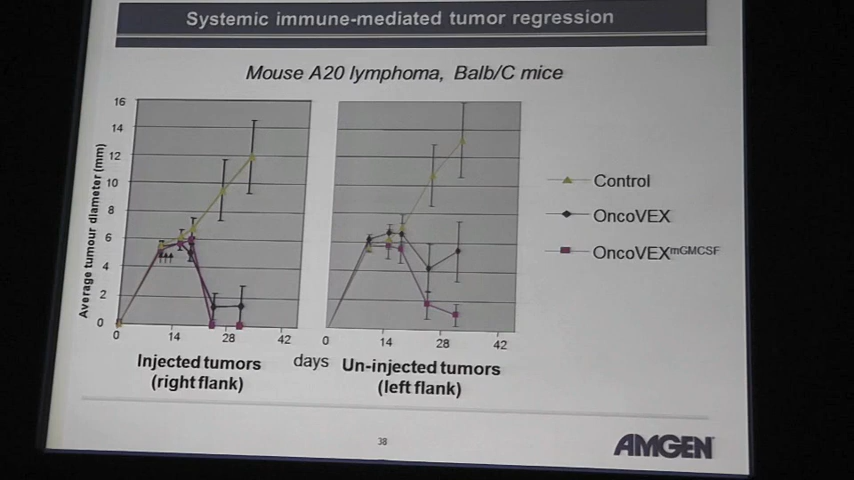 Systemic immune-mediated tumor regression
Mouse A20 lymphoma, Balb/C mice
Average tumour diameter (mm)
16
14
12
10
8
6
4
2
0
0 14 28 42
0 14 28 42
days
Injected tumors
(right flank)
Un-injected tumors
(left flank)
Control
OncoVEX
OncoVEXmGMCSF
38
AMGEN